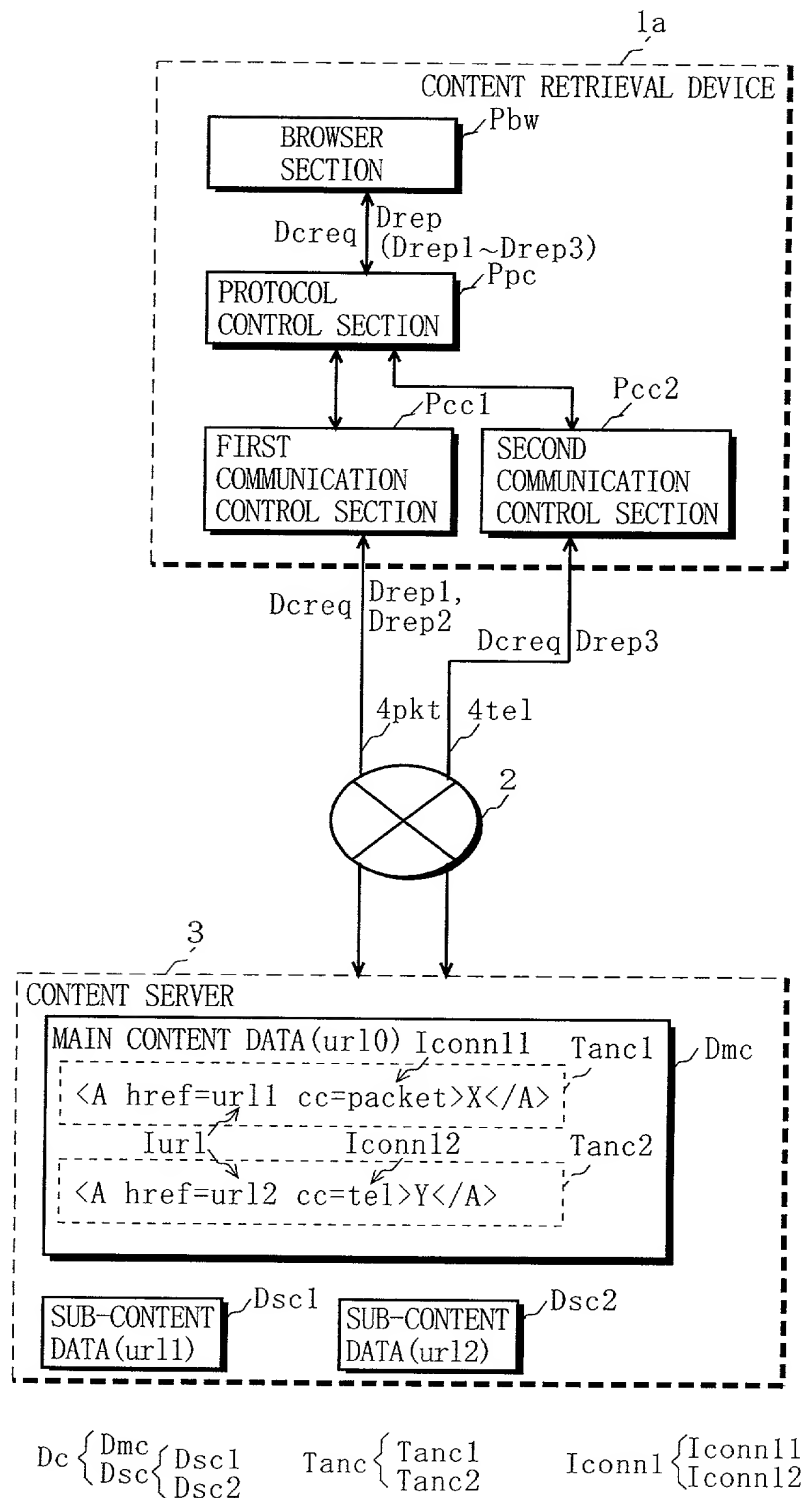 1a
CONTENT RETRIEVAL DEVICE
Pbw
BROWSER
SECTION
Dcreq
Drep
(Drep1~Drep3)
Ppc
PROTOCOL
CONTROL SECTION
Pcc1
Pcc2
FIRST
COMMUNICATION
CONTROL SECTION
SECOND
COMMUNICATION
CONTROL SECTION
Dcreq
Drep1,
Drep2
Dcreq
Drep3
4pkt
4tel
2
3
CONTENT SERVER
MAIN CONTENT DATA(url0)
Iconn11
Tanc1
Dmc
<A href=url1 cc=packet>X</A>
Iurl
Iconn12
Tanc2
<A href=url2 cc=tel>Y</A>
SUB-CONTENT
DATA(url1)
Dsc1
SUB-CONTENT
DATA(url2)
Dsc2
Dc { Dmc
Dsc { Dsc1
Dsc2
Tanc { Tanc1
Tanc2
Iconn1 { Iconn11
Iconn12